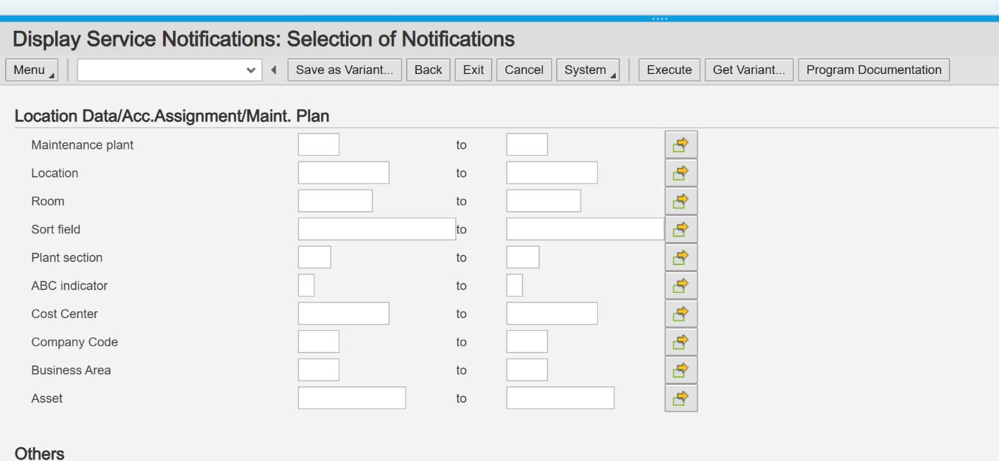 Display Service Notifications: Selection of Notifications
Menu Save as Variant... Back Exit Cancel System Execute Get Variant... Program Documentation
Location Data/Acc.Assignment/Maint. Plan
Maintenance plant to
Location to
Room to
Sort field to
Plant section to
ABC indicator to
Cost Center to
Company Code to
Business Area to
Asset to
Others